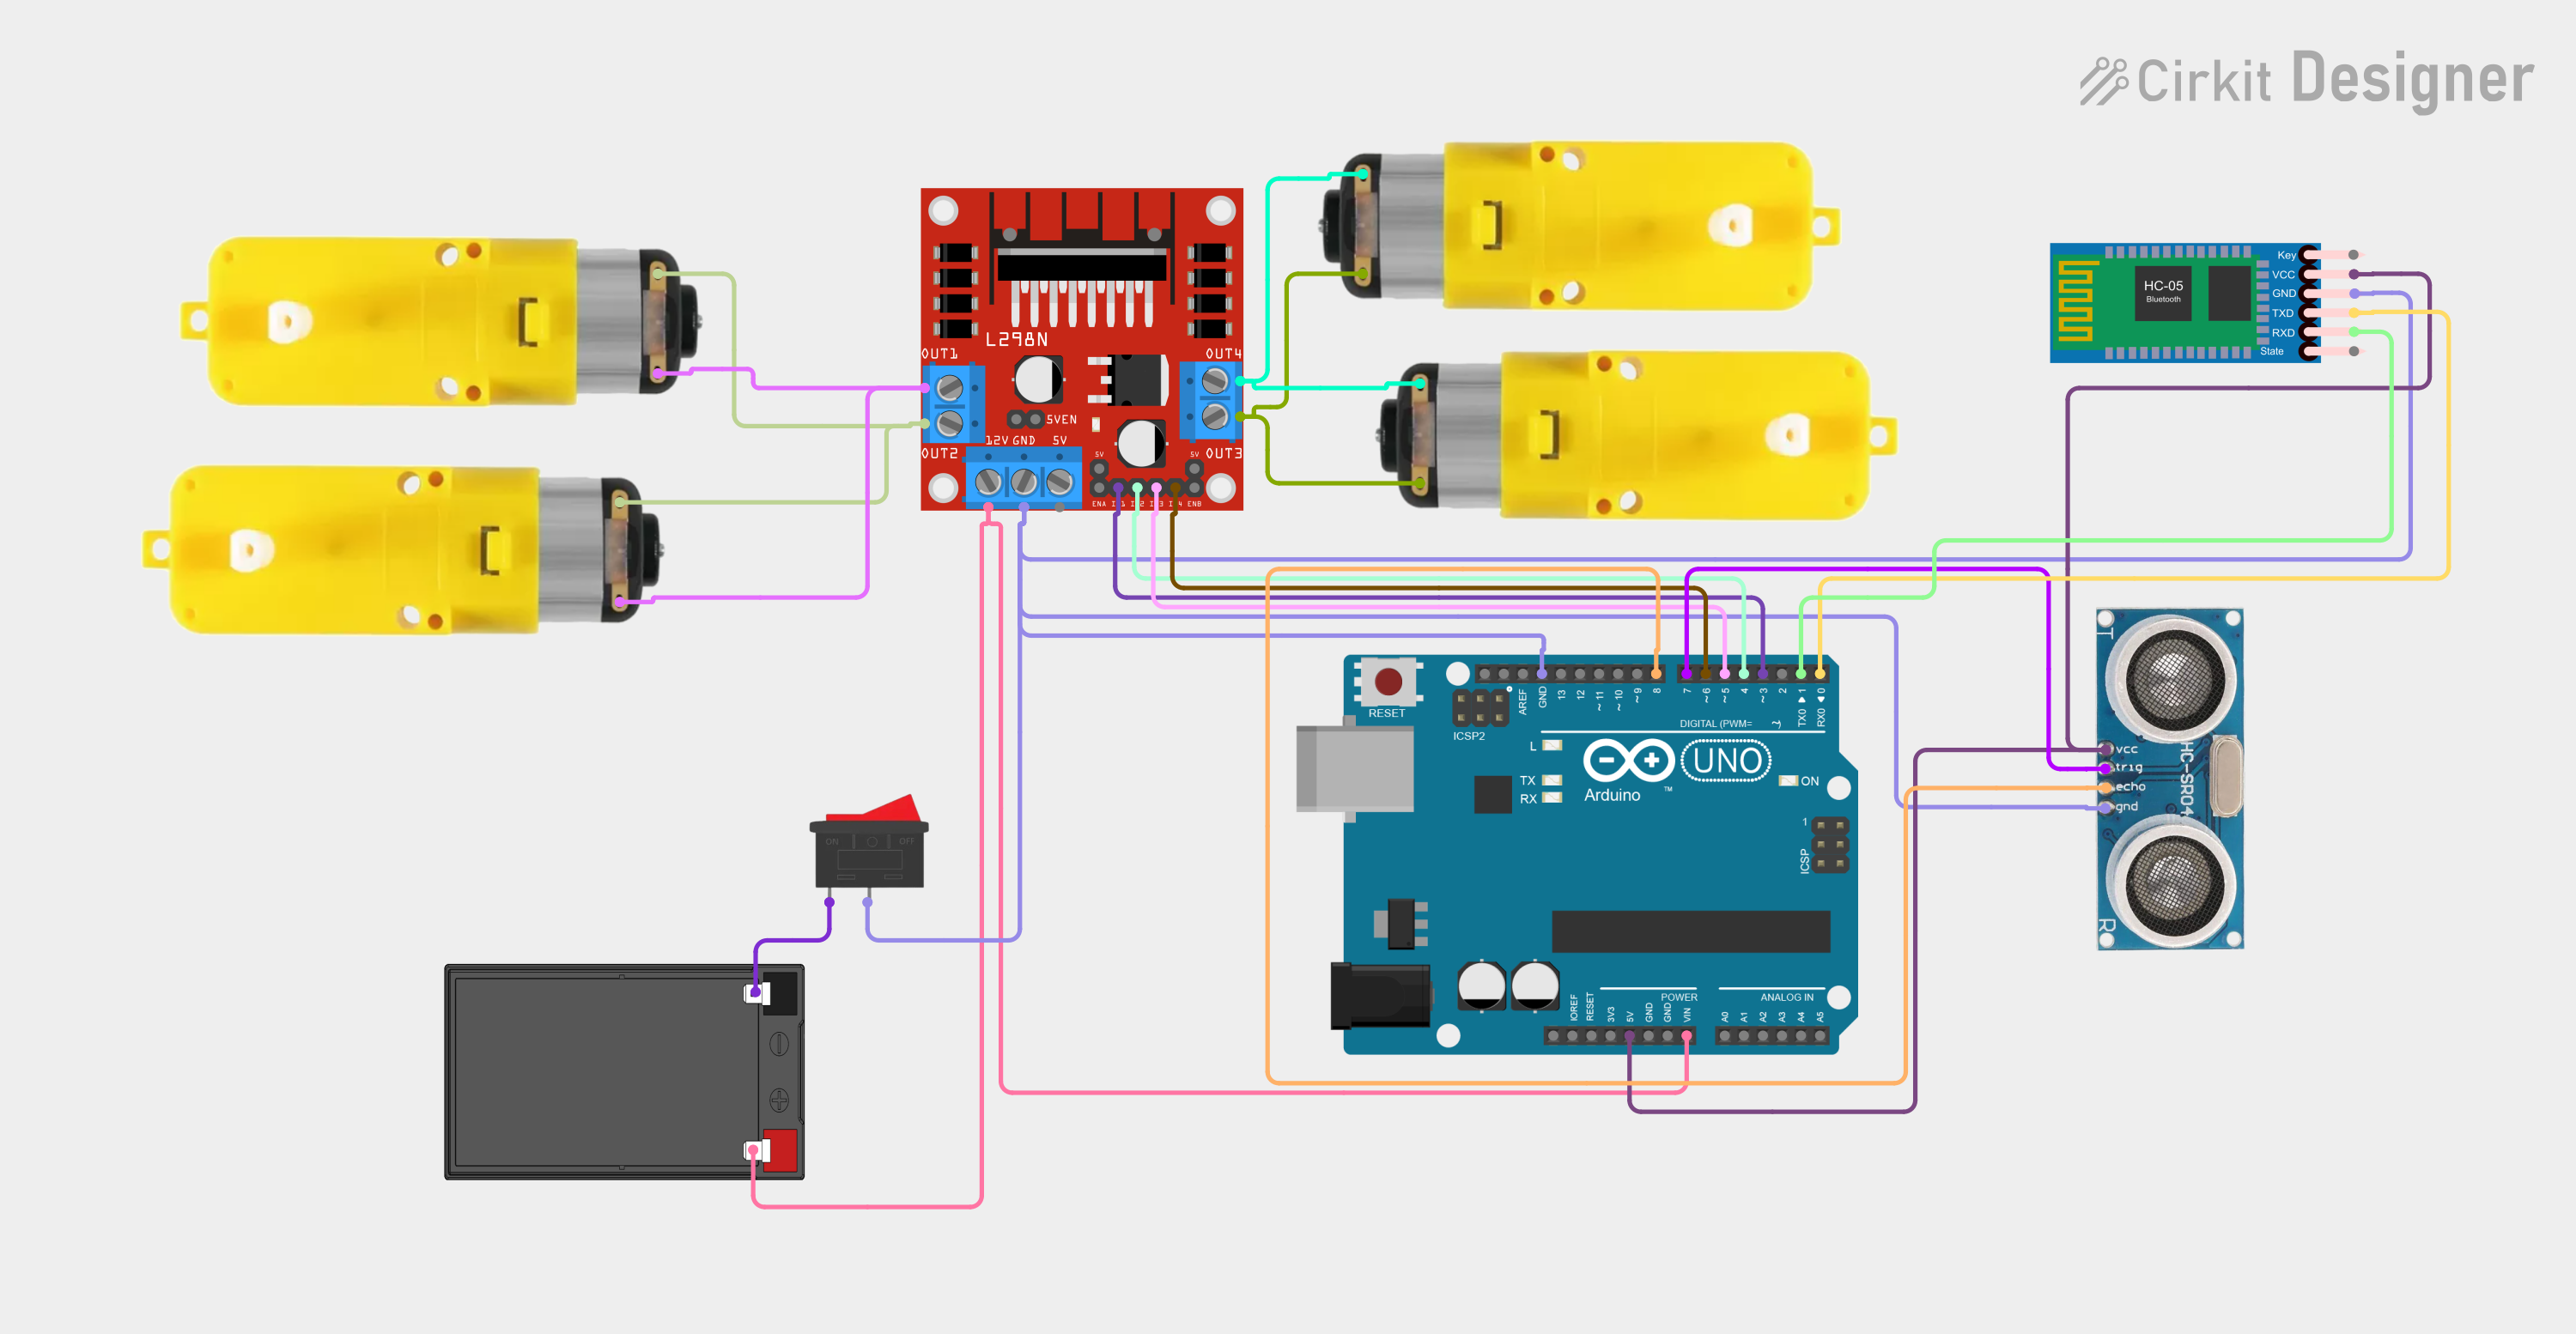 Cirkit Designer
L298N
OUT1
OUT4
5VEN
OUT2
12V GND 5V
5V
5V
OUT3
ENA
ENB
Key
VCC
GND
TXD
RXD
State
HC-05
Bluetooth
RESET
ICSP2
AREF
GND
13
12
~11
~10
~9
8
7
~6
~5
4
~3
2
TX0 ▶ 1
RX0 ◀ 0
DIGITAL (PWM= ~)
L
TX
RX
UNO
Arduino
™
ON
1
ICSP
IOREF
RESET
3V3
5V
GND
GND
VIN
POWER
ANALOG IN
A0
A1
A2
A3
A4
A5
T
vcc
trig
echo
gnd
HC-SR04
R
ON
OFF